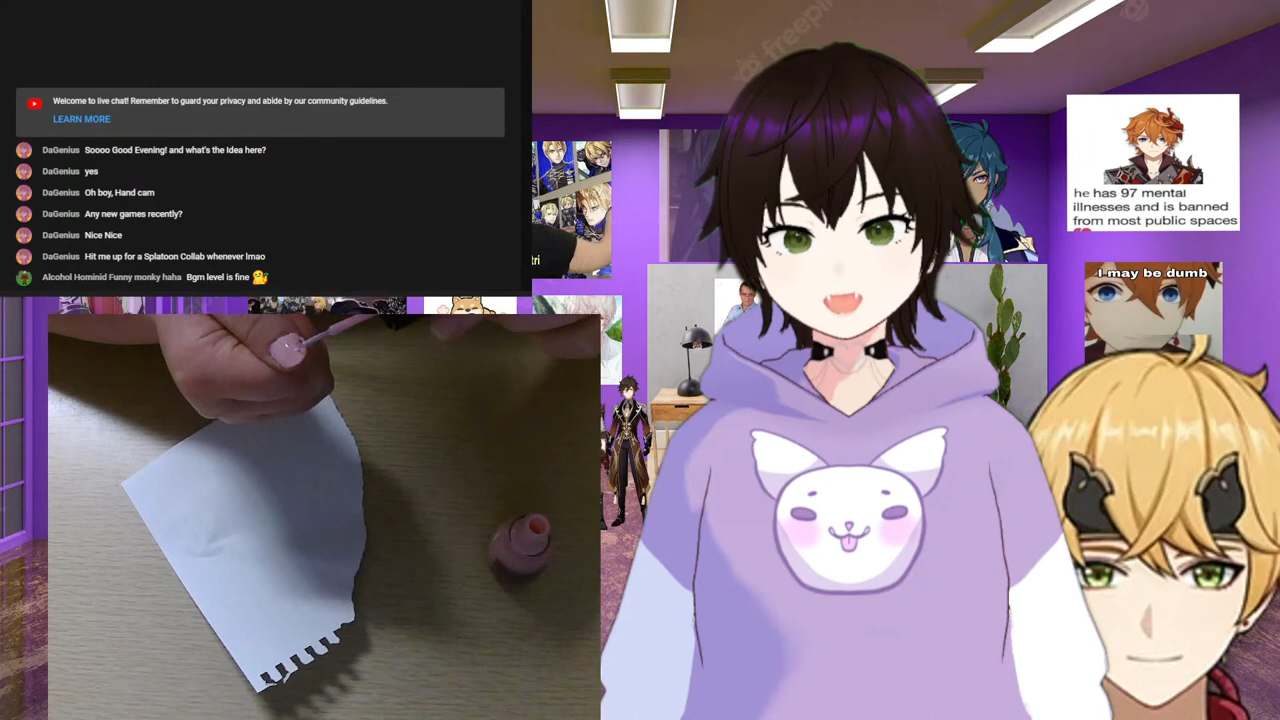 Welcome to live chat! Remember to guard your privacy and abide by our community guidelines.
LEARN MORE
DaGenius Soooo Good Evening! and what's the Idea here?
DaGenius yes
DaGenius Oh boy, Hand cam
DaGenius Any new games recently?
DaGenius Nice Nice
DaGenius Hit me up for a Splatoon Collab whenever lmao
Alcohol Hominid Funny monky haha Bgm level is fine
tri
freepik
he has 97 mental
illnesses and is banned
from most public spaces
I may be dumb